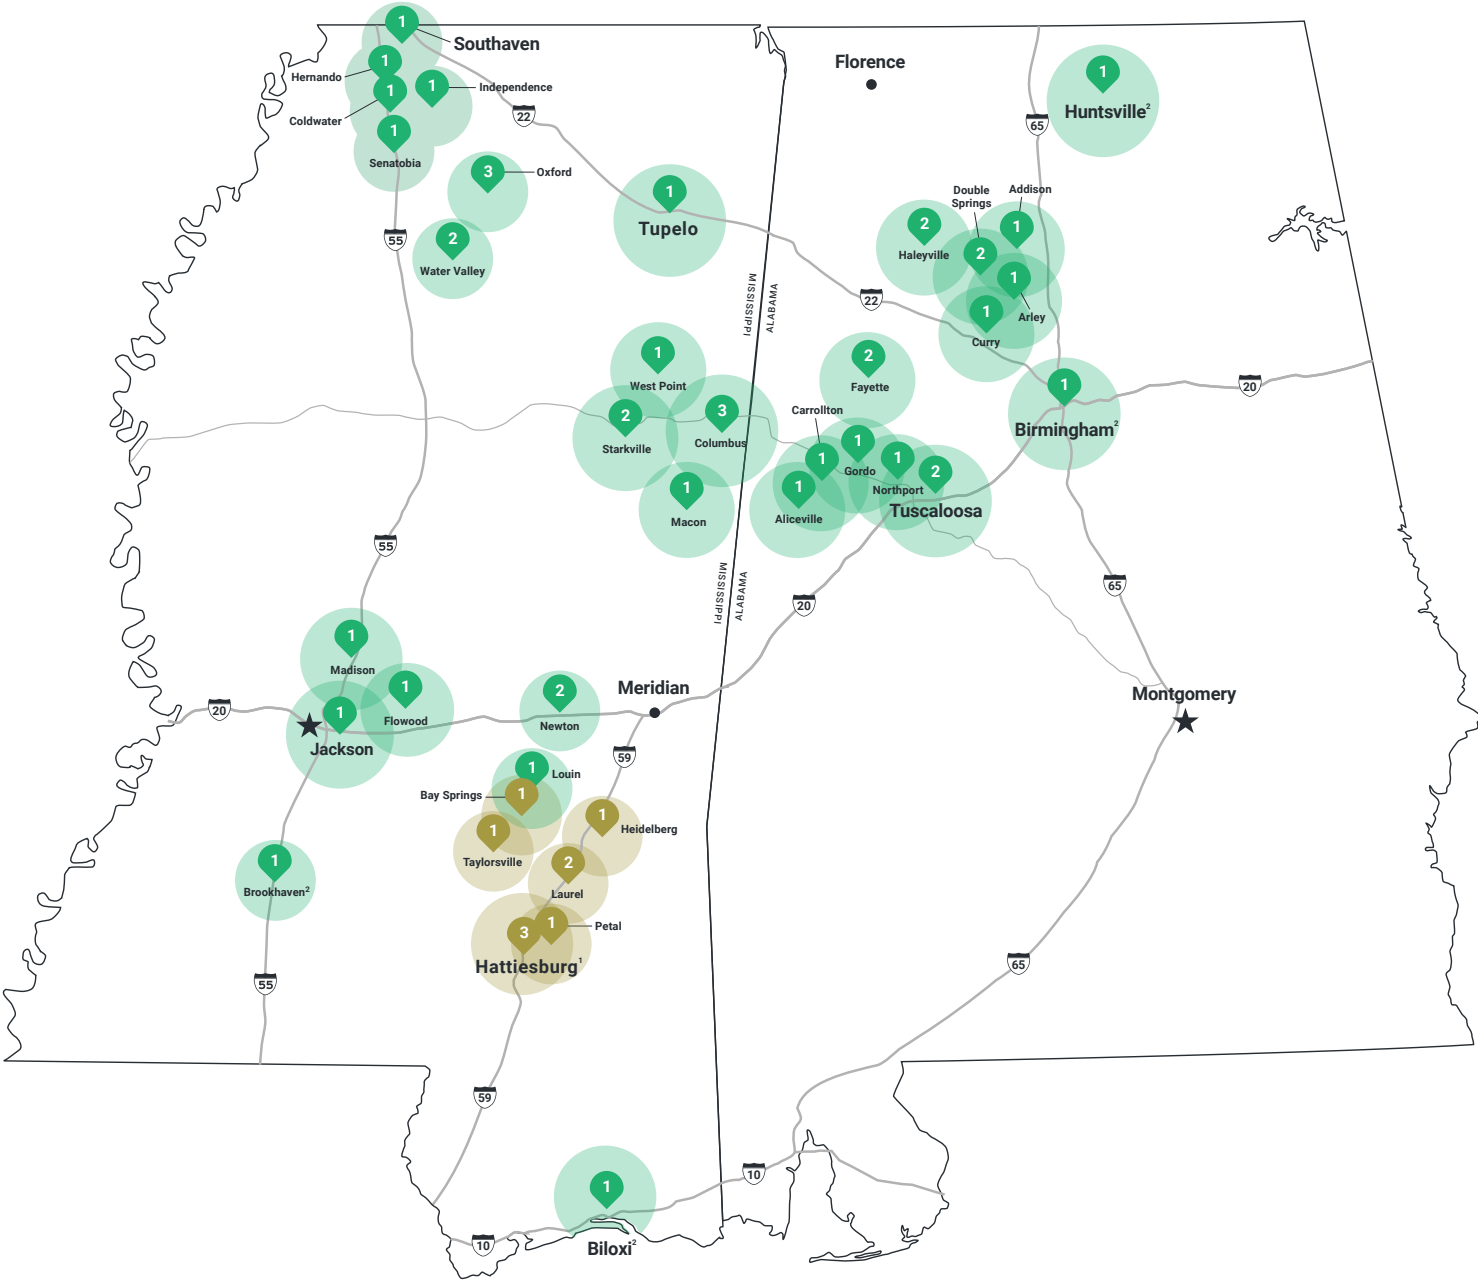 1
Southaven
1
Hernando
1
Independence
1
Coldwater
1
Senatobia
22
3
Oxford
2
Water Valley
55
1
Tupelo
Florence
65
1
Huntsville²
Double
Springs
Addison
2
Haleyville
2
1
1
Arley
1
Curry
MISSISSIPPI
ALABAMA
22
1
West Point
2
Starkville
3
Columbus
1
Macon
2
Fayette
1
Birmingham²
20
Carrollton
1
1
Gordo
1
Northport
2
Tuscaloosa
1
Aliceville
55
MISSISSIPPI
ALABAMA
20
65
1
Madison
1
Flowood
20
1
Jackson
2
Newton
Meridian
Montgomery
59
1
Louin
Bay Springs
1
1
Taylorsville
1
Heidelberg
2
Laurel
1
Brookhaven²
3
1
Petal
Hattiesburg¹
55
65
59
10
1
Biloxi²
10